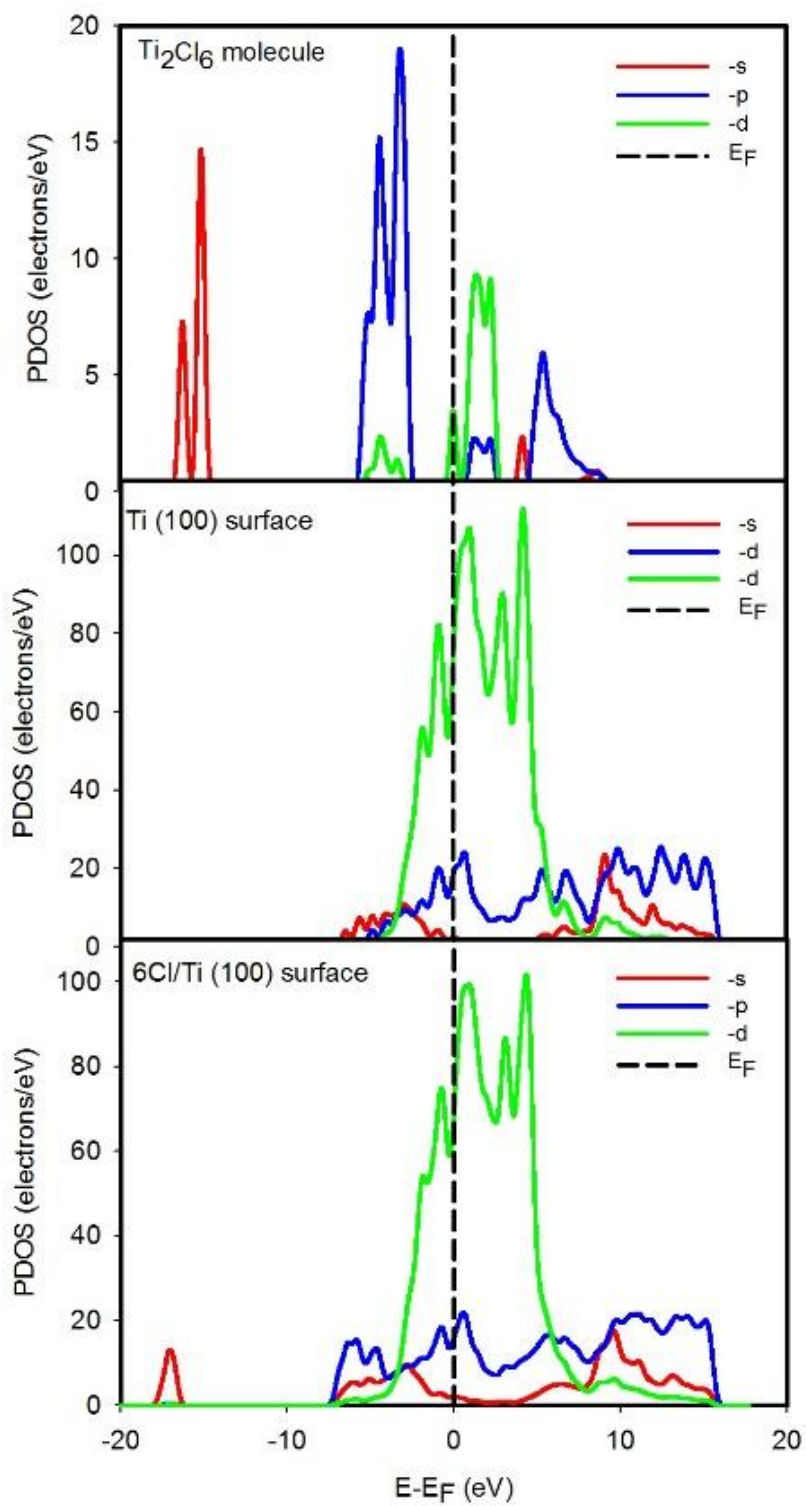 Ti2Cl6 molecule
-s
-p
-d
EF
20
15
10
5
0
PDOS (electrons/eV)
Ti (100) surface
-s
-d
-d
EF
100
80
60
40
20
0
PDOS (electrons/eV)
6Cl/Ti (100) surface
-s
-p
-d
EF
100
80
60
40
20
0
PDOS (electrons/eV)
-20 -10 0 10 20
E-EF (eV)